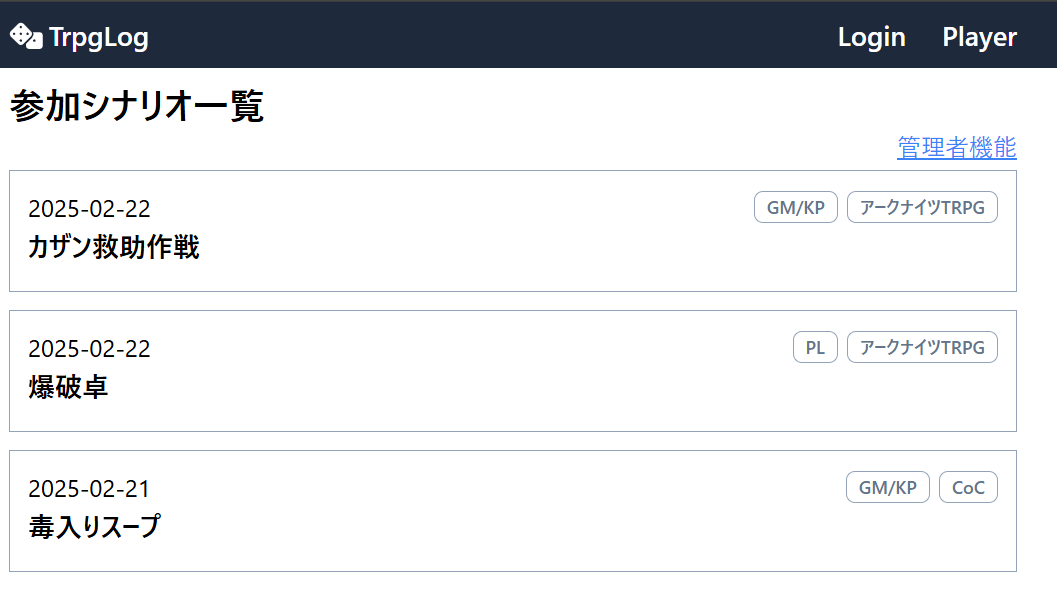 TrpgLog Login Player
参加シナリオ一覧
管理者機能
2025-02-22 GM/KP アークナイツTRPG
カザン救助作戦
2025-02-22 PL アークナイツTRPG
爆破卓
2025-02-21 GM/KP CoC
毒入りスープ